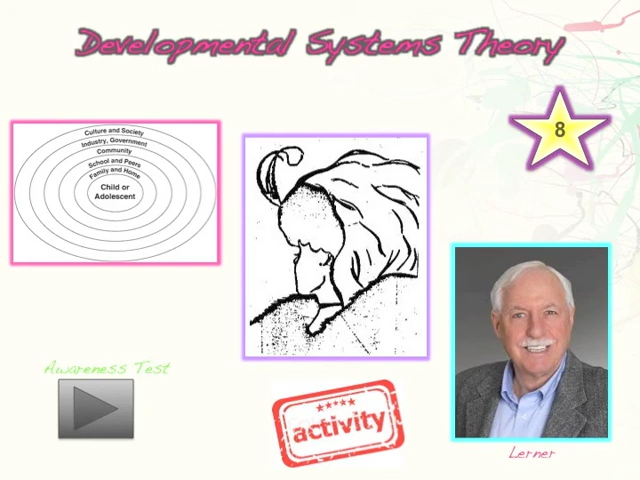 Developmental Systems Theory
8
Culture and Society
Industry, Government
Community
School and Peers
Family and Home
Child or
Adolescent
Awareness Test
activity
Lerner